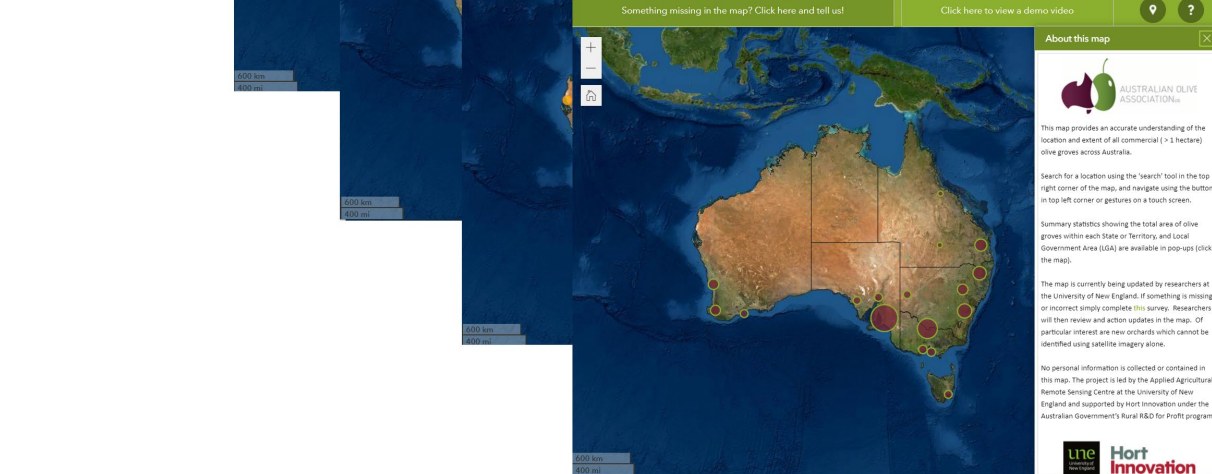 Something missing in the map? Click here and tell us!
Click here to view a demo video
?
About this map
AUSTRALIAN OLIVE
ASSOCIATION
This map provides an accurate understanding of the
location and extent of all commercial ( > 1 hectare)
olive groves across Australia.
Search for a location using the 'search' tool in the top
right corner of the map, and navigate using the button
in top left corner or gestures on a touch screen.
Summary statistics showing the total area of olive
groves within each State or Territory, and Local
Government Area (LGA) are available in pop-ups (click
the map).
The map is currently being updated by researchers at
the University of New England. If something is missing
or incorrect simply complete this survey. Researchers
will then review and action updates in the map. Of
particular interest are new orchards which cannot be
identified using satellite imagery alone.
No personal information is collected or contained in
this map. The project is led by the Applied Agricultural
Remote Sensing Centre at the University of New
England and supported by Hort Innovation under the
Australian Government's Rural R&D for Profit program
une
University of
New England
Hort
Innovation
600 km
400 mi
600 km
400 mi
600 km
400 mi
600 km
400 mi